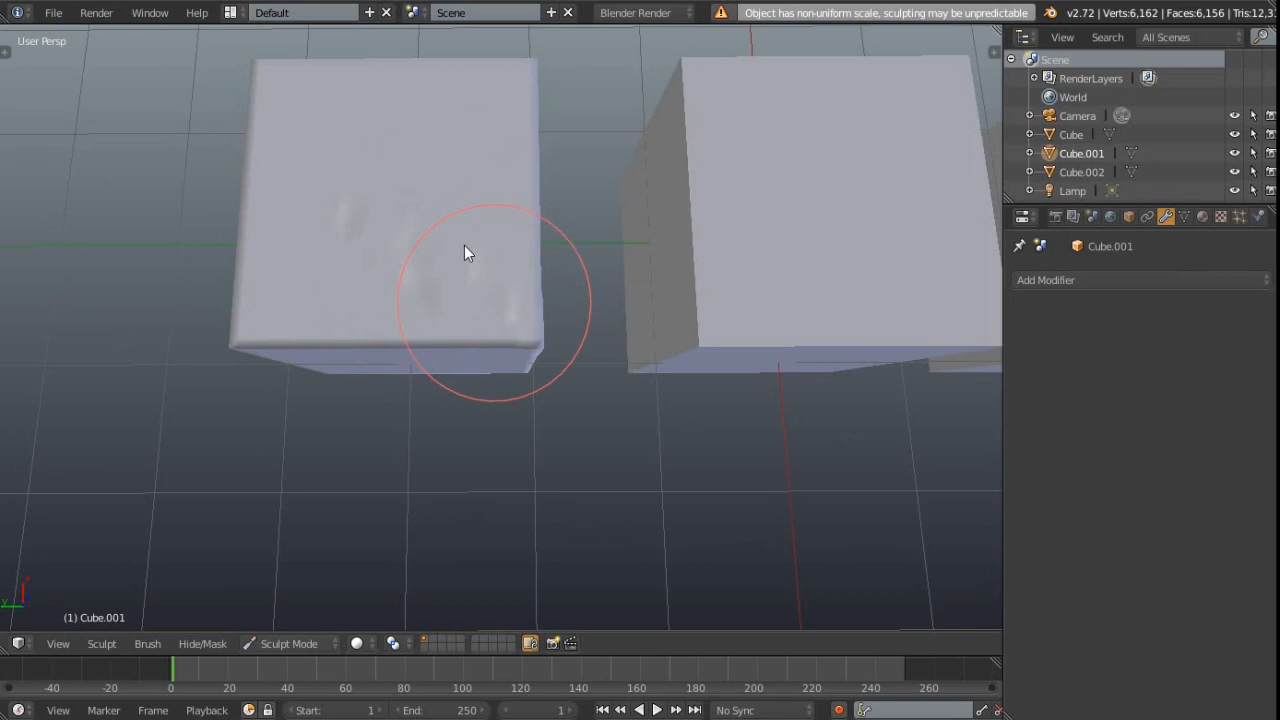 File Render Window Help Default Scene Blender Render Object has non-uniform scale, sculpting may be unpredictable v2.72 | Verts:6,162 | Faces:6,156 | Tris:12,3
User Persp
View Search All Scenes
Scene
RenderLayers
World
Camera
Cube
Cube.001
Cube.002
Lamp
Cube.001
Add Modifier
(1) Cube.001
View Sculpt Brush Hide/Mask Sculpt Mode
-40 -20 0 20 40 60 80 100 120 140 160 180 200 220 240 260
View Marker Frame Playback Start: 1 End: 250 1 No Sync